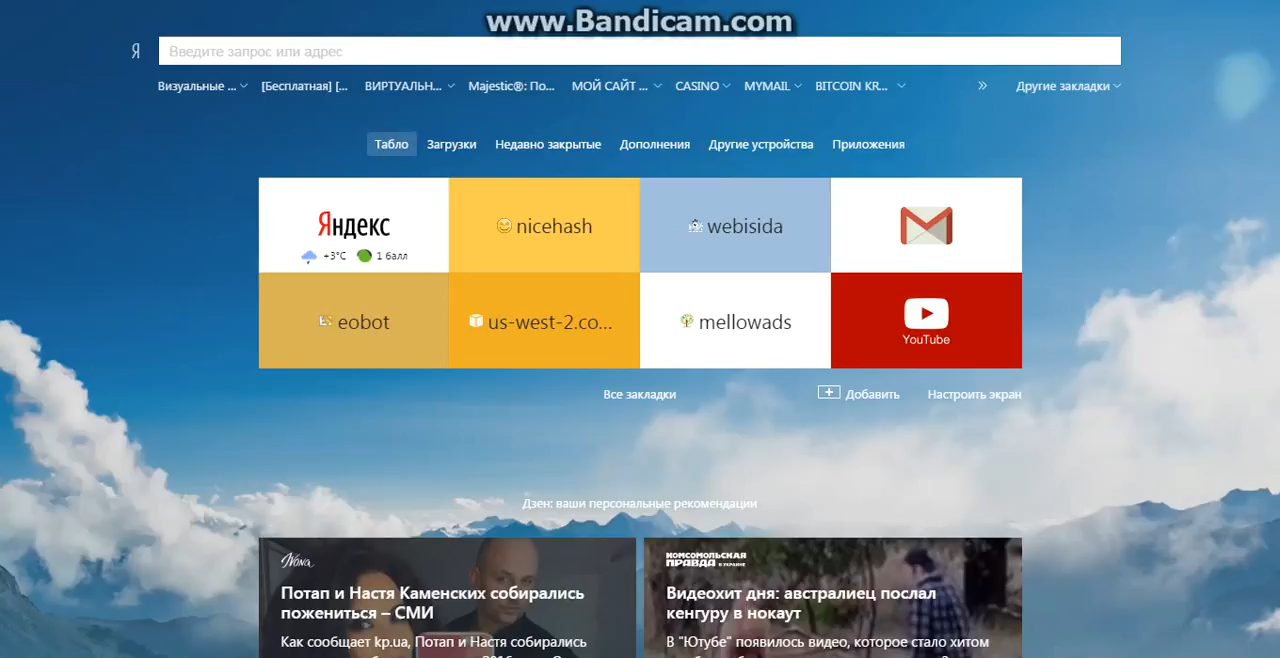 www.Bandicam.com
Я Введите запрос или адрес
Визуальные ... [Бесплатная] [... ВИРТУАЛЬН... Majestic®: По... МОЙ САЙТ ... CASINO MYMAIL BITCOIN KR... » Другие закладки
Табло Загрузки Недавно закрытые Дополнения Другие устройства Приложения
Яндекс
+3°C 1 балл
nicehash
webisida
eobot
us-west-2.co...
mellowads
YouTube
Все закладки Добавить Настроить экран
Дзен: ваши персональные рекомендации
Wona
Потап и Настя Каменских собирались
пожениться – СМИ
Как сообщает kp.ua, Потап и Настя собирались
КОМСОМОЛЬСКАЯ
ПРАВДА В УКРАИНЕ
Видеохит дня: австралиец послал
кенгуру в нокаут
В "Ютубе" появилось видео, которое стало хитом